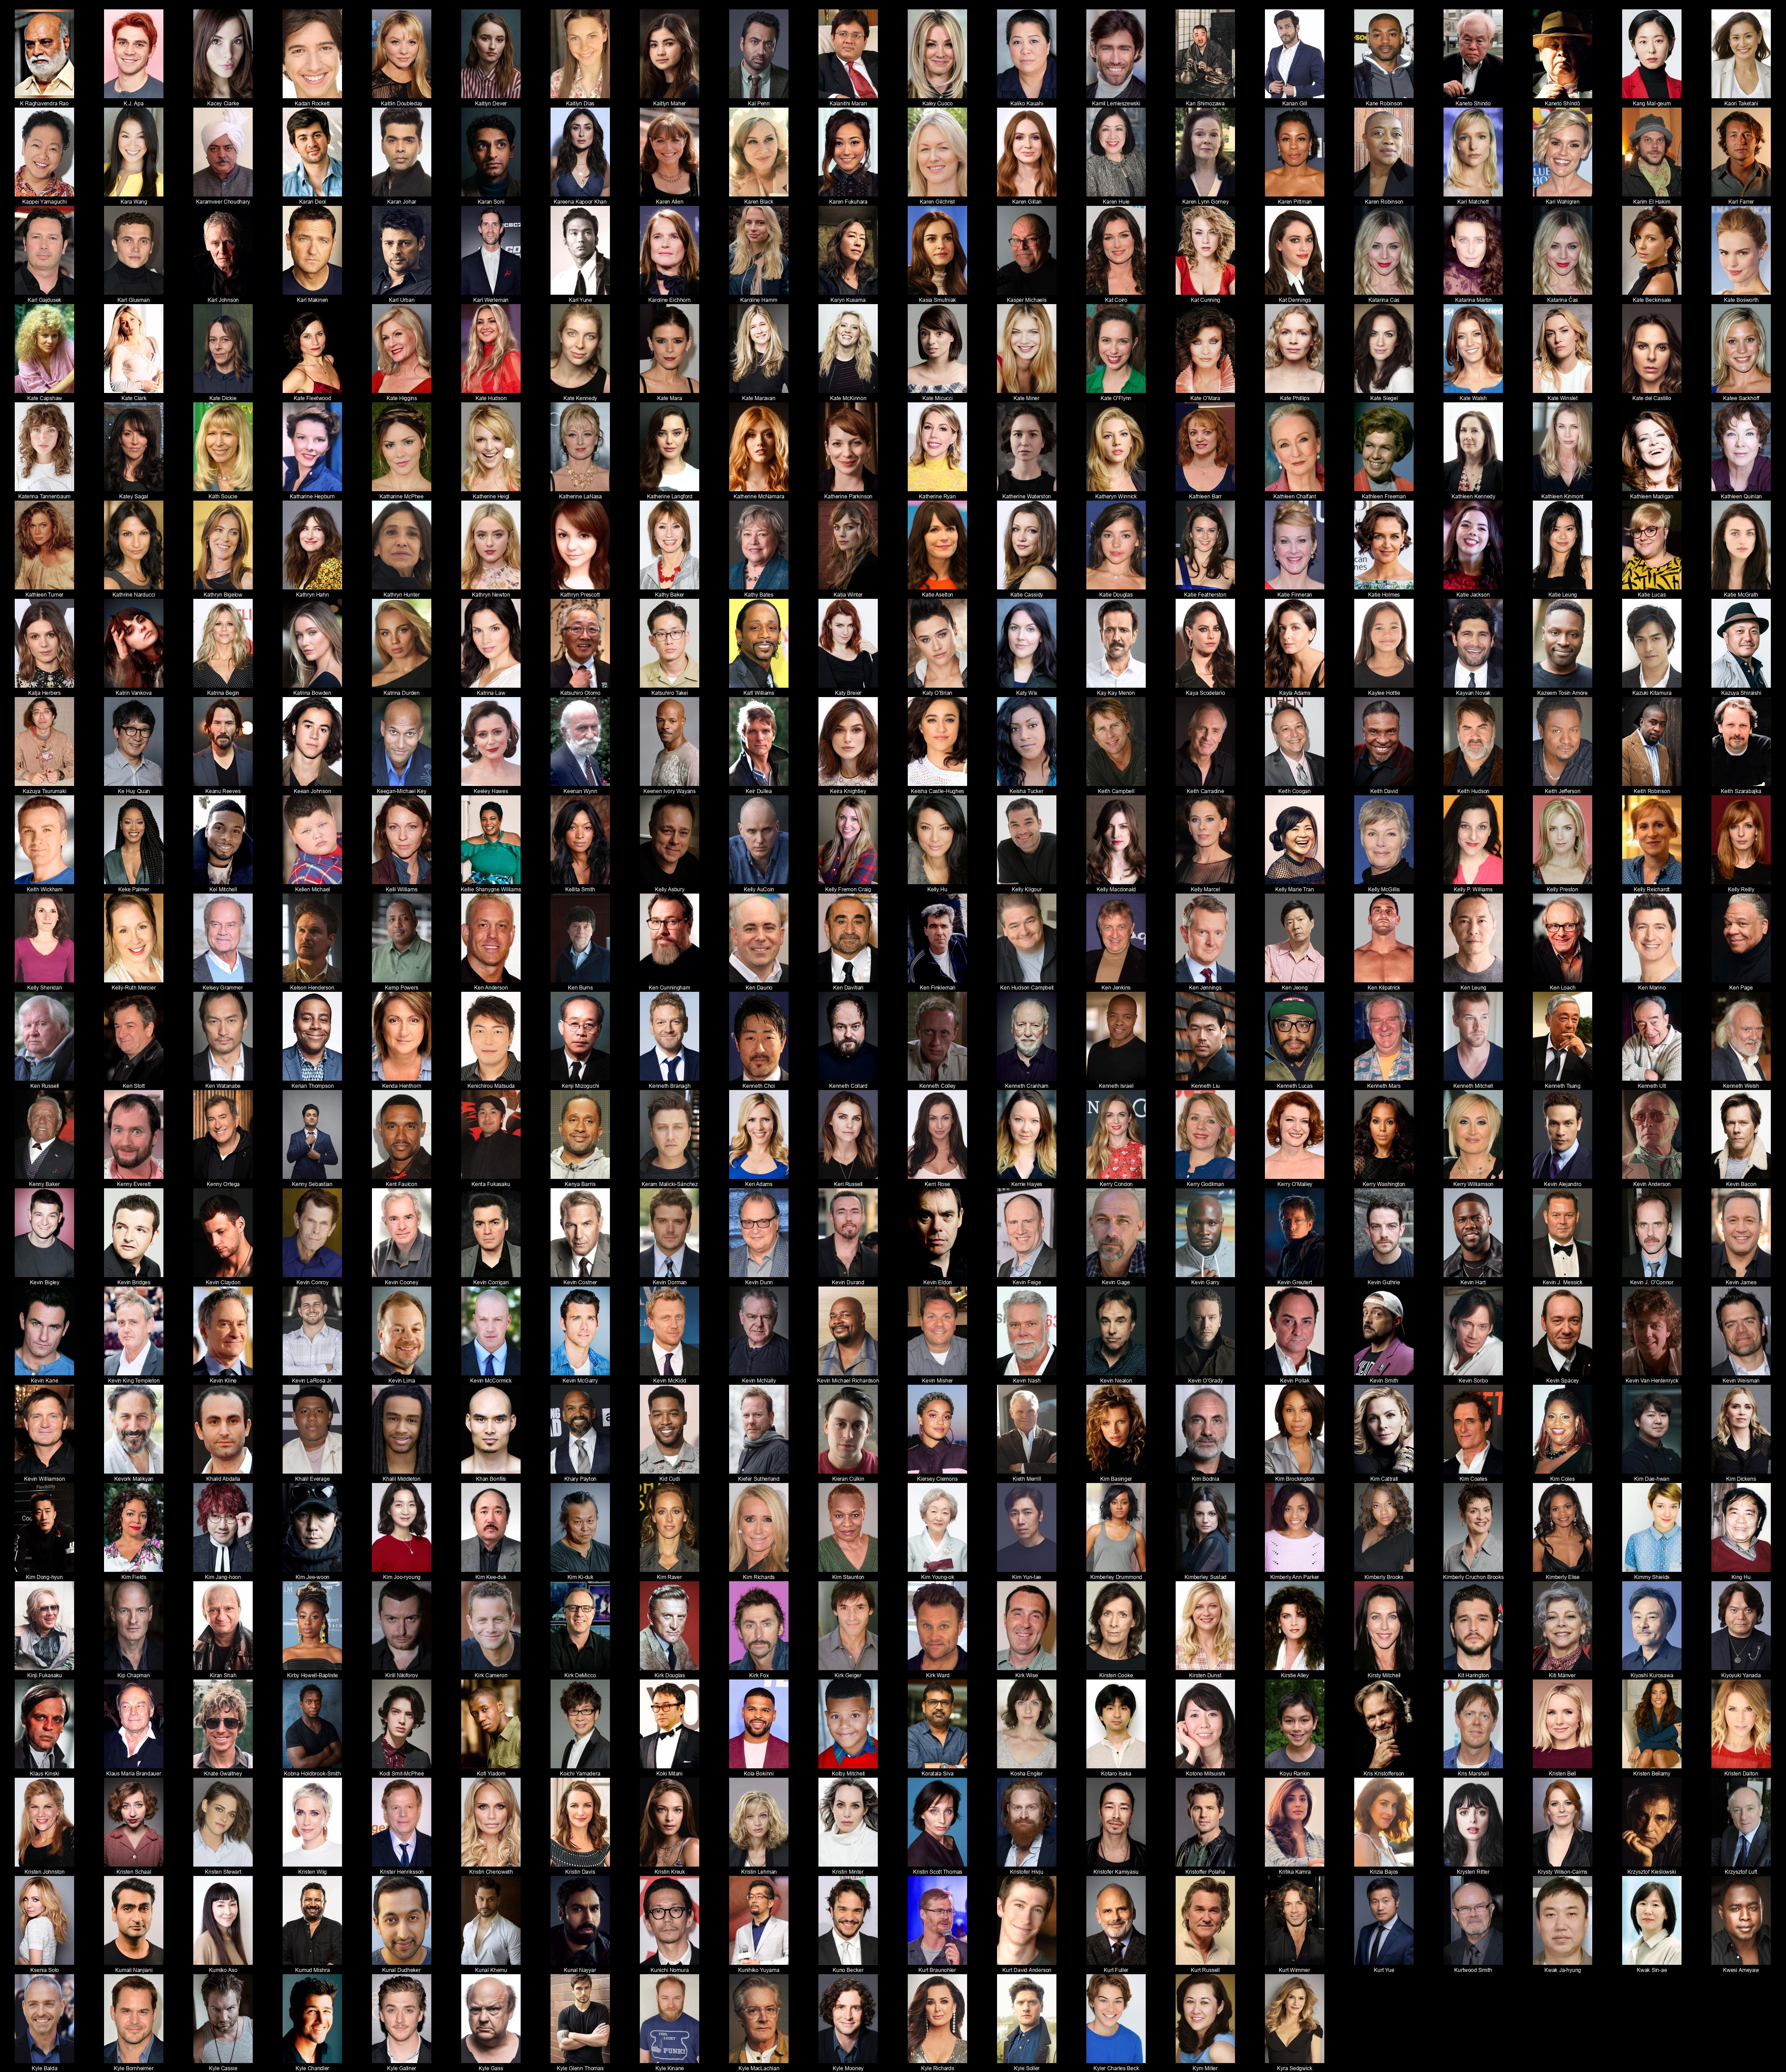 K Raghavendra Rao K.J. Apa Kacey Clarke Kadan Rockett Kaitlin Doubleday Kaitlyn Dever Kaitlyn Dias Kaitlyn Maher Kal Penn Kalanithi Maran Kaley Cuoco Kaliko Kauahi Kamil Lemieszewski Kan Shimozawa Kanan Gill Kane Robinson Kaneto Shindo Kaneto Shindô Kang Mal-geum Kaori Taketani
Kappei Yamaguchi Kara Wang Karamveer Choudhary Karan Deol Karan Johar Karan Soni Kareena Kapoor Khan Karen Allen Karen Black Karen Fukuhara Karen Gilchrist Karen Gillan Karen Huie Karen Lynn Gorney Karen Pittman Karen Robinson Kari Matchett Kari Wahlgren Karim El Hakim Karl Farrer
Karl Gajdusek Karl Glusman Karl Johnson Karl Makinen Karl Urban Karl Werleman Karl Yune Karoline Eichhorn Karoline Hamm Karyn Kusama Kasia Smutniak Kasper Michaels Kat Coiro Kat Cunning Kat Dennings Katarina Cas Katarina Martin Katarina Čas Kate Beckinsale Kate Bosworth
Kate Capshaw Kate Clark Kate Dickie Kate Fleetwood Kate Higgins Kate Hudson Kate Kennedy Kate Mara Kate Maravan Kate McKinnon Kate Micucci Kate Miner Kate O'Flynn Kate O'Mara Kate Phillips Kate Siegel Kate Walsh Kate Winslet Kate del Castillo Katee Sackhoff
Katerina Tannenbaum Katey Sagal Kath Soucie Katharine Hepburn Katharine McPhee Katherine Heigl Katherine LaNasa Katherine Langford Katherine McNamara Katherine Parkinson Katherine Ryan Katherine Waterston Katheryn Winnick Kathleen Barr Kathleen Chalfant Kathleen Freeman Kathleen Kennedy Kathleen Kinmont Kathleen Madigan Kathleen Quinlan
Kathleen Turner Kathrine Narducci Kathryn Bigelow Kathryn Hahn Kathryn Hunter Kathryn Newton Kathryn Prescott Kathy Baker Kathy Bates Katia Winter Katie Aselton Katie Cassidy Katie Douglas Katie Featherston Katie Finneran Katie Holmes Katie Jackson Katie Leung Katie Lucas Katie McGrath
Katja Herbers Katrin Vankova Katrina Begin Katrina Bowden Katrina Durden Katrina Law Katsuhiro Otomo Katsuhiro Takei Katt Williams Katy Breier Katy O'Brian Katy Wix Kay Kay Menon Kaya Scodelario Kayla Adams Kaylee Hottle Kayvan Novak Kazeem Tosin Amore Kazuki Kitamura Kazuya Shiraishi
Kazuya Tsurumaki Ke Huy Quan Keanu Reeves Kean Johnson Keegan-Michael Key Keeley Hawes Keenan Wynn Keenen Ivory Wayans Keir Dullea Keira Knightley Keisha Castle-Hughes Keisha Tucker Keith Campbell Keith Carradine Keith Coogan Keith David Keith Hudson Keith Jefferson Keith Robinson Keith Szarabajka
Keith Wickham Keke Palmer Kel Mitchell Kellen Michael Kelli Williams Kellie Shanygne Williams Kellita Smith Kelly Asbury Kelly AuCoin Kelly Fremon Craig Kelly Hu Kelly Kilgour Kelly Macdonald Kelly Marcel Kelly Marie Tran Kelly McGillis Kelly P. Williams Kelly Preston Kelly Reichardt Kelly Reilly
Kelly Sheridan Kelly-Ruth Mercier Kelsey Grammer Kelson Henderson Kemp Powers Ken Anderson Ken Burns Ken Cunningham Ken Daurio Ken Davitian Ken Finkleman Ken Hudson Campbell Ken Jenkins Ken Jennings Ken Jeong Ken Kilpatrick Ken Leung Ken Loach Ken Marino Ken Page
Ken Russell Ken Stott Ken Watanabe Kenan Thompson Kenda Henthorn Kenichirou Matsuda Kenji Mizoguchi Kenneth Branagh Kenneth Choi Kenneth Collard Kenneth Colley Kenneth Cranham Kenneth Israel Kenneth Liu Kenneth Lucas Kenneth Mars Kenneth Mitchell Kenneth Tsang Kenneth Utt Kenneth Welsh
Kenny Baker Kenny Everett Kenny Ortega Kenny Sebastian Kent Faulcon Kenta Fukasaku Kenya Barris Keram Malicki-Sánchez Keri Adams Keri Russell Kerri Rose Kerrie Hayes Kerry Condon Kerry Godliman Kerry O'Malley Kerry Washington Kerry Williamson Kevin Alejandro Kevin Anderson Kevin Bacon
Kevin Bigley Kevin Bridges Kevin Claydon Kevin Conroy Kevin Cooney Kevin Corrigan Kevin Costner Kevin Dorman Kevin Dunn Kevin Durand Kevin Eldon Kevin Feige Kevin Gage Kevin Garry Kevin Greutert Kevin Guthrie Kevin Hart Kevin J. Messick Kevin J. O'Connor Kevin James
Kevin Kane Kevin King Templeton Kevin Kline Kevin LaRosa Jr. Kevin Lima Kevin McCormick Kevin McGarry Kevin McKidd Kevin McNally Kevin Michael Richardson Kevin Misher Kevin Nash Kevin Nealon Kevin O'Grady Kevin Pollak Kevin Smith Kevin Sorbo Kevin Spacey Kevin Van Hentenryck Kevin Weisman
Kevin Williamson Kevork Malikyan Khalid Abdalla Khalil Everage Khalil Middleton Khan Bonfils Khary Payton Kid Cudi Kiefer Sutherland Kieran Culkin Kiersey Clemons Kieth Merrill Kim Basinger Kim Bodnia Kim Brockington Kim Cattrall Kim Coates Kim Coles Kim Dae-hwan Kim Dickens
Kim Dong-hyun Kim Fields Kim Jang-hoon Kim Jee-woon Kim Joo-ryoung Kim Kee-duk Kim Ki-duk Kim Raver Kim Richards Kim Staunton Kim Young-ok Kim Yun-tae Kimberley Drummond Kimberley Sustad Kimberly Ann Parker Kimberly Brooks Kimberly Cruchon Brooks Kimberly Elise Kimmy Shields King Hu
Kinji Fukasaku Kip Chapman Kiran Shah Kirby Howell-Baptiste Kirill Nikiforov Kirk Cameron Kirk DeMicco Kirk Douglas Kirk Fox Kirk Geiger Kirk Ward Kirk Wise Kirsten Cooke Kirsten Dunst Kirstie Alley Kirsty Mitchell Kit Harington Kiti Mánver Kiyoshi Kurosawa Kiyoyuki Yanada
Klaus Kinski Klaus Maria Brandauer Knate Gwaltney Kobna Holdbrook-Smith Kodi Smit-McPhee Kofi Yiadom Koichi Yamadera Koki Mitani Kola Bokinni Kolby Mitchell Koratala Siva Kosha Engler Kotaro Isaka Kotono Mitsuishi Koyu Rankin Kris Kristofferson Kris Marshall Kristen Bell Kristen Bellamy Kristen Dalton
Kristen Johnston Kristen Schaal Kristen Stewart Kristen Wiig Krister Henriksson Kristin Chenoweth Kristin Davis Kristin Kreuk Kristin Lehman Kristin Minter Kristin Scott Thomas Kristofer Hivju Kristofer Kamiyasu Kristoffer Polaha Kritika Kamra Krizia Bajos Krysten Ritter Krysty Wilson-Cairns Krzysztof Kieślowski Krzysztof Luft
Ksenia Solo Kumail Nanjiani Kumiko Aso Kumud Mishra Kunal Dudheker Kunal Khemu Kunal Nayyar Kunichi Nomura Kunihiko Yuyama Kuno Becker Kurt Braunohler Kurt David Anderson Kurt Fuller Kurt Russell Kurt Wimmer Kurt Yue Kurtwood Smith Kwak Ja-hyung Kwak Sin-ae Kwesi Ameyaw
Kyle Balda Kyle Bornheimer Kyle Cassie Kyle Chandler Kyle Gallner Kyle Gass Kyle Glenn Thomas Kyle Kinane Kyle MacLachlan Kyle Mooney Kyle Richards Kyle Soller Kyler Charles Beck Kym Miller Kyra Sedgwick